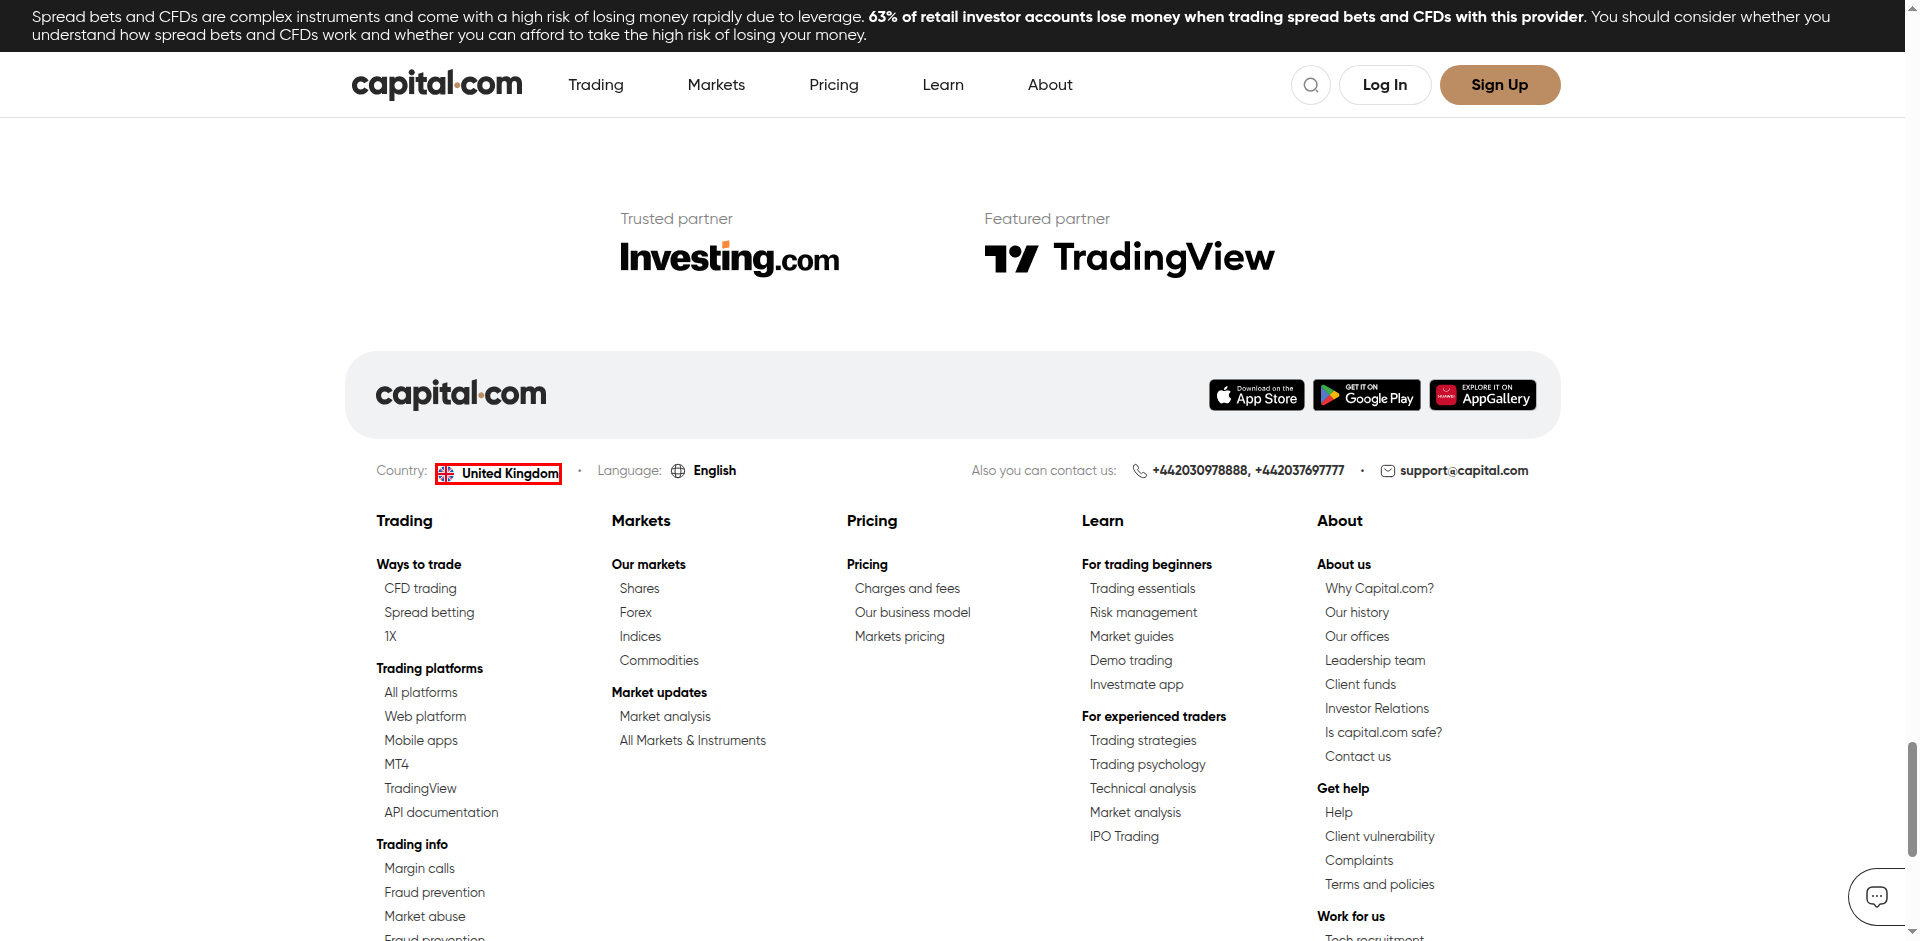 Spread bets and CFDs are complex instruments and come with a high risk of losing money rapidly due to leverage. 63% of retail investor accounts lose money when trading spread bets and CFDs with this provider. You should consider whether you
understand how spread bets and CFDs work and whether you can afford to take the high risk of losing your money.
capital.com Trading Markets Pricing Learn About Log In Sign Up
Trusted partner
Investing.com
Featured partner
TradingView
capital.com
Download on the
App Store
GET IT ON
Google Play
HUAWEI
EXPLORE IT ON
AppGallery
Country: United Kingdom • Language: English
Also you can contact us: +442030978888, +442037697777 • support@capital.com
Trading
Ways to trade
CFD trading
Spread betting
1X
Trading platforms
All platforms
Web platform
Mobile apps
MT4
TradingView
API documentation
Trading info
Margin calls
Fraud prevention
Market abuse
Fraud prevention
Markets
Our markets
Shares
Forex
Indices
Commodities
Market updates
Market analysis
All Markets & Instruments
Pricing
Pricing
Charges and fees
Our business model
Markets pricing
Learn
For trading beginners
Trading essentials
Risk management
Market guides
Demo trading
Investmate app
For experienced traders
Trading strategies
Trading psychology
Technical analysis
Market analysis
IPO Trading
About
About us
Why Capital.com?
Our history
Our offices
Leadership team
Client funds
Investor Relations
Is capital.com safe?
Contact us
Get help
Help
Client vulnerability
Complaints
Terms and policies
Work for us
Tech recruitment